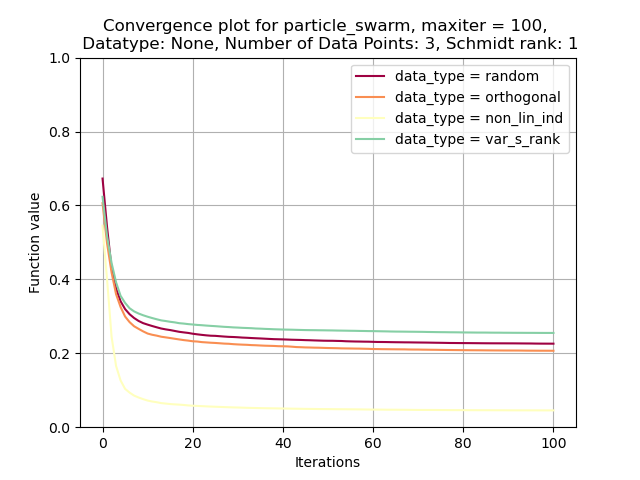 Convergence plot for particle_swarm, maxiter = 100,
Datatype: None, Number of Data Points: 3, Schmidt rank: 1
data_type = random
data_type = orthogonal
data_type = non_lin_ind
data_type = var_s_rank
Function value
1.0
0.8
0.6
0.4
0.2
0.0
0 20 40 60 80 100
Iterations